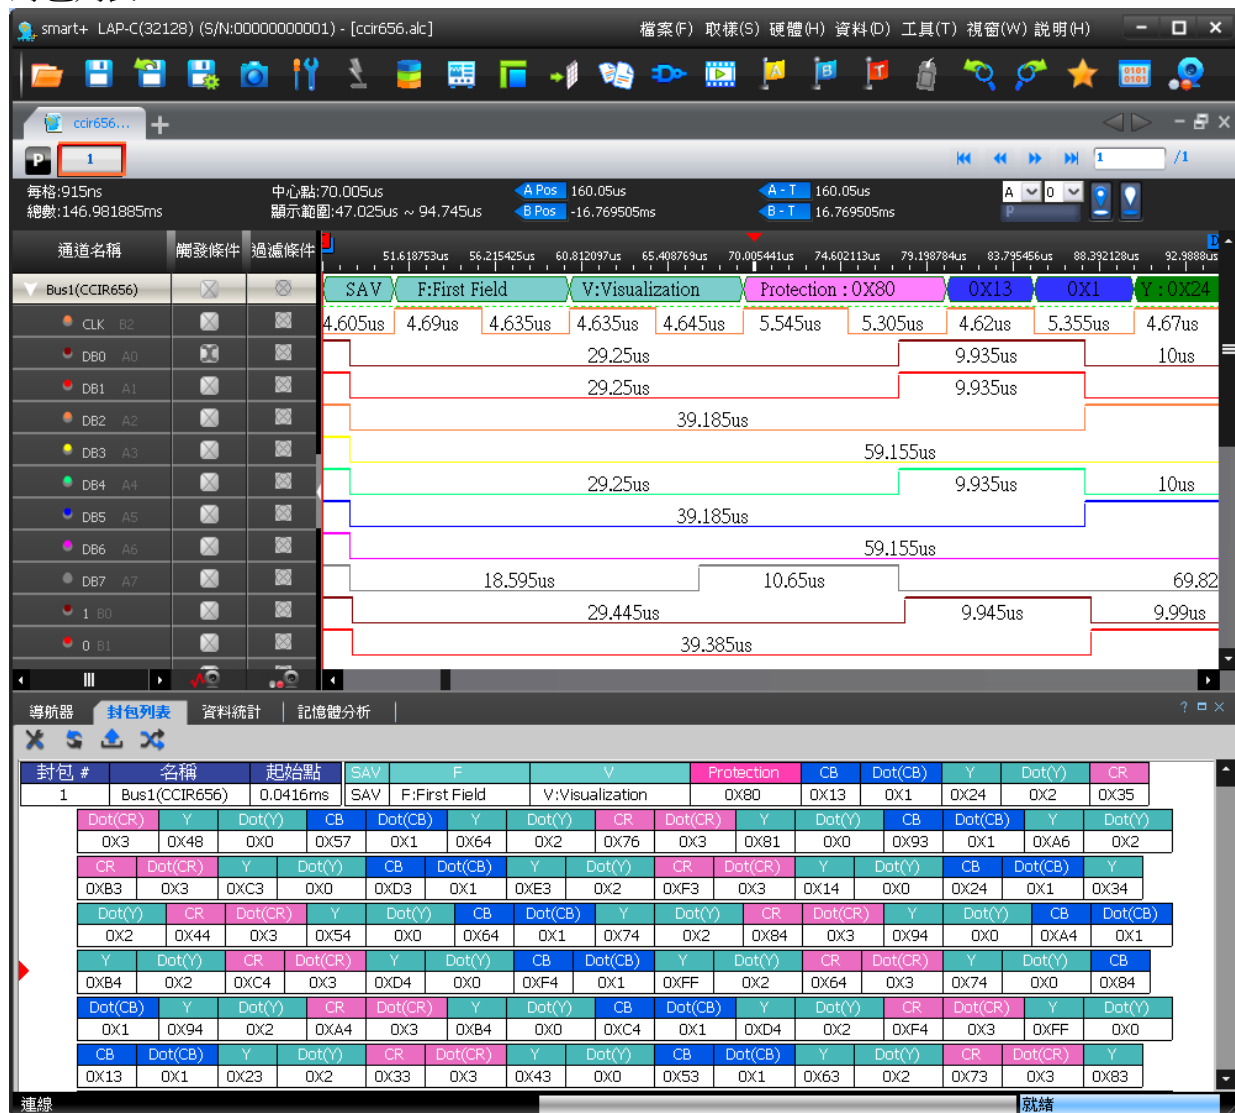 smart+ LAP-C(32128) (S/N:00000000001) - [ccir656.alc] 檔案(F) 取樣(S) 硬體(H) 資料(D) 工具(T) 視窗(W) 說明(H)
ccir656...
P 1 1 /1
每格:915ns 中心點:70.005us A Pos 160.05us A - T 160.05us A 0
總數:146.981885ms 顯示範圍:47.025us ~ 94.745us B Pos -16.769505ms B - T 16.769505ms P
通道名稱 觸發條件 過濾條件 51.618753us 56.215425us 60.812097us 65.408769us 70.005441us 74.602113us 79.198784us 83.795456us 88.392128us 92.9888us
Bus1(CCIR656) SAV F:First Field V:Visualization Protection : 0X80 0X13 0X1 Y : 0X24
CLK B2 4.605us 4.69us 4.635us 4.635us 4.645us 5.545us 5.305us 4.62us 5.355us 4.67us
DB0 A0 29.25us 9.935us 10us
DB1 A1 29.25us 9.935us
DB2 A2 39.185us
DB3 A3 59.155us
DB4 A4 29.25us 9.935us 10us
DB5 A5 39.185us
DB6 A6 59.155us
DB7 A7 18.595us 10.65us 69.82
1 B0 29.445us 9.945us 9.99us
0 B1 39.385us
導航器 封包列表 資料統計 記憶體分析
封包 # 名稱 起始點 SAV F V Protection CB Dot(CB) Y Dot(Y) CR
1 Bus1(CCIR656) 0.0416ms SAV F:First Field V:Visualization 0X80 0X13 0X1 0X24 0X2 0X35
Dot(CR) Y Dot(Y) CB Dot(CB) Y Dot(Y) CR Dot(CR) Y Dot(Y) CB Dot(CB) Y Dot(Y)
0X3 0X48 0X0 0X57 0X1 0X64 0X2 0X76 0X3 0X81 0X0 0X93 0X1 0XA6 0X2
CR Dot(CR) Y Dot(Y) CB Dot(CB) Y Dot(Y) CR Dot(CR) Y Dot(Y) CB Dot(CB) Y
0XB3 0X3 0XC3 0X0 0XD3 0X1 0XE3 0X2 0XF3 0X3 0X14 0X0 0X24 0X1 0X34
Dot(Y) CR Dot(CR) Y Dot(Y) CB Dot(CB) Y Dot(Y) CR Dot(CR) Y Dot(Y) CB Dot(CB)
0X2 0X44 0X3 0X54 0X0 0X64 0X1 0X74 0X2 0X84 0X3 0X94 0X0 0XA4 0X1
Y Dot(Y) CR Dot(CR) Y Dot(Y) CB Dot(CB) Y Dot(Y) CR Dot(CR) Y Dot(Y) CB
0XB4 0X2 0XC4 0X3 0XD4 0X0 0XF4 0X1 0XFF 0X2 0X64 0X3 0X74 0X0 0X84
Dot(CB) Y Dot(Y) CR Dot(CR) Y Dot(Y) CB Dot(CB) Y Dot(Y) CR Dot(CR) Y Dot(Y)
0X1 0X94 0X2 0XA4 0X3 0XB4 0X0 0XC4 0X1 0XD4 0X2 0XF4 0X3 0XFF 0X0
CB Dot(CB) Y Dot(Y) CR Dot(CR) Y Dot(Y) CB Dot(CB) Y Dot(Y) CR Dot(CR) Y
0X13 0X1 0X23 0X2 0X33 0X3 0X43 0X0 0X53 0X1 0X63 0X2 0X73 0X3 0X83
連線 就緒